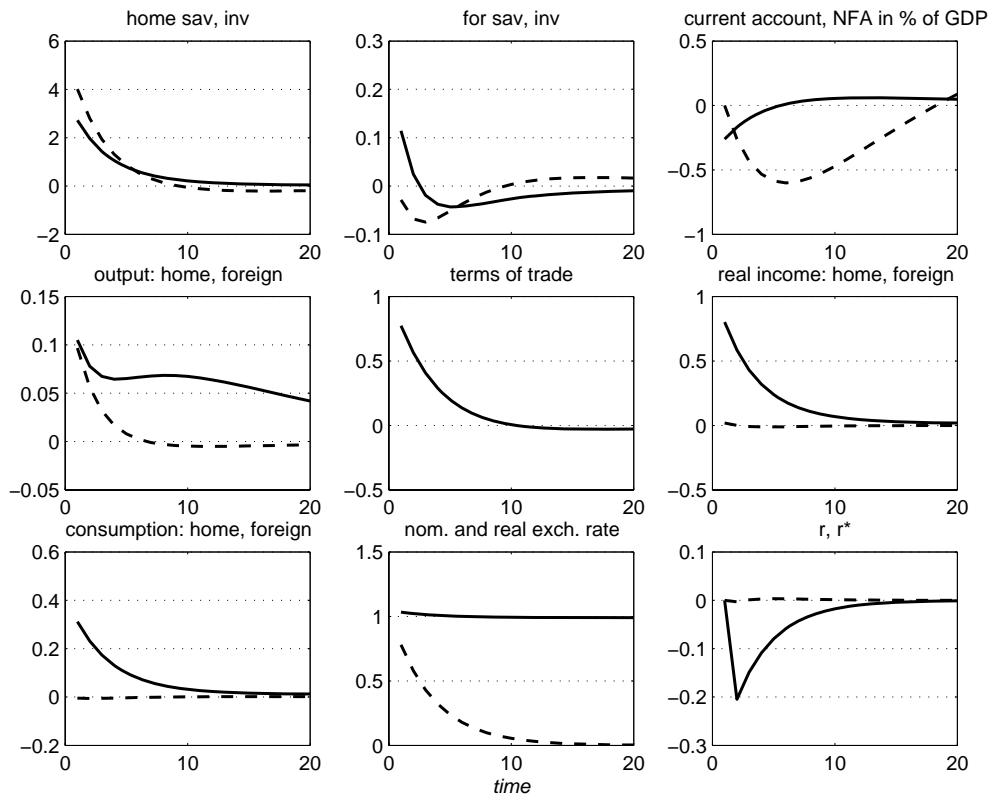 home sav, inv
for sav, inv
current account, NFA in % of GDP
6
4
2
0
−2
0 10 20
0.3
0.2
0.1
0
−0.1
0 10 20
0.5
0
−0.5
−1
0 10 20
output: home, foreign
terms of trade
real income: home, foreign
0.15
0.1
0.05
0
−0.05
0 10 20
1
0.5
0
−0.5
0 10 20
1
0.5
0
−0.5
0 10 20
consumption: home, foreign
nom. and real exch. rate
r, r*
0.6
0.4
0.2
0
−0.2
0 10 20
1.5
1
0.5
0
0 10 20
time
0.1
0
−0.1
−0.2
−0.3
0 10 20